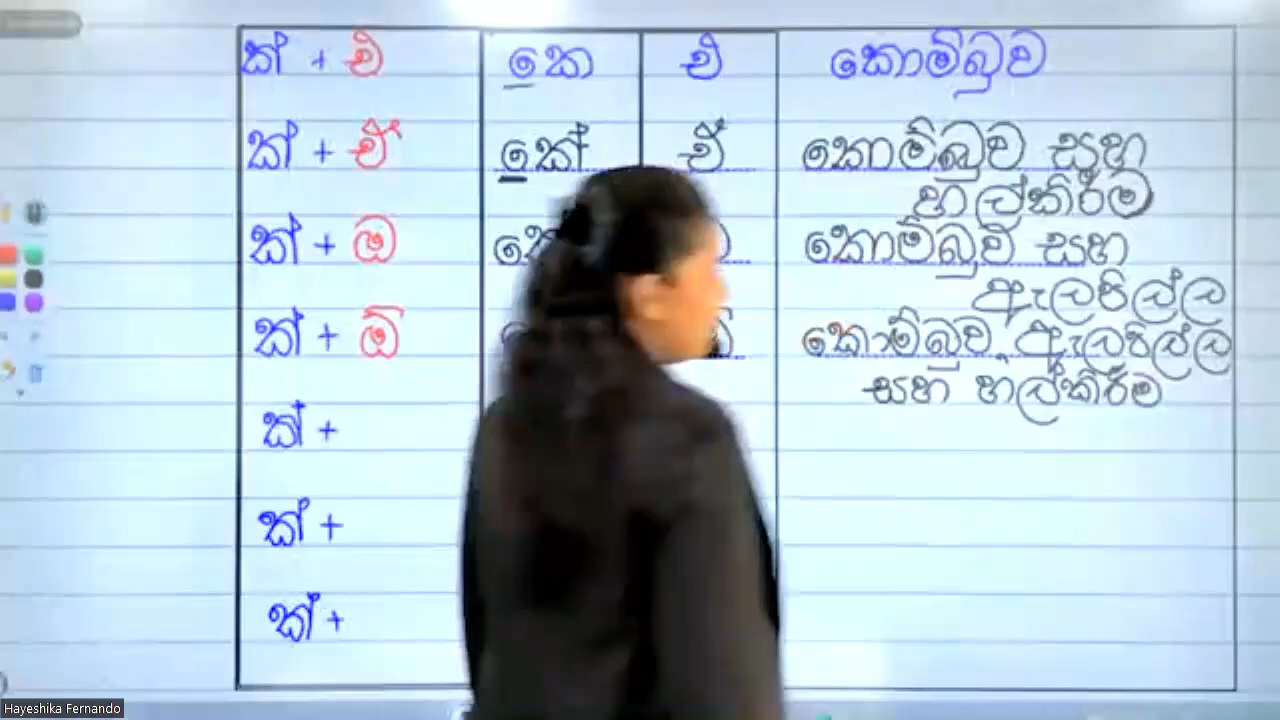 ක් + එ කෙ එ කොම්බුව
ක් + ඒ කේ ඒ කොම්බුව සහ
හල්කිරීම
ක් + ඔ කොම්බුව සහ
ඇලපිල්ල
ක් + ඕ කොම්බුව, ඇලපිල්ල
සහ හල්කිරීම
ක් +
ක් +
ක් +
Hayeshika Fernando